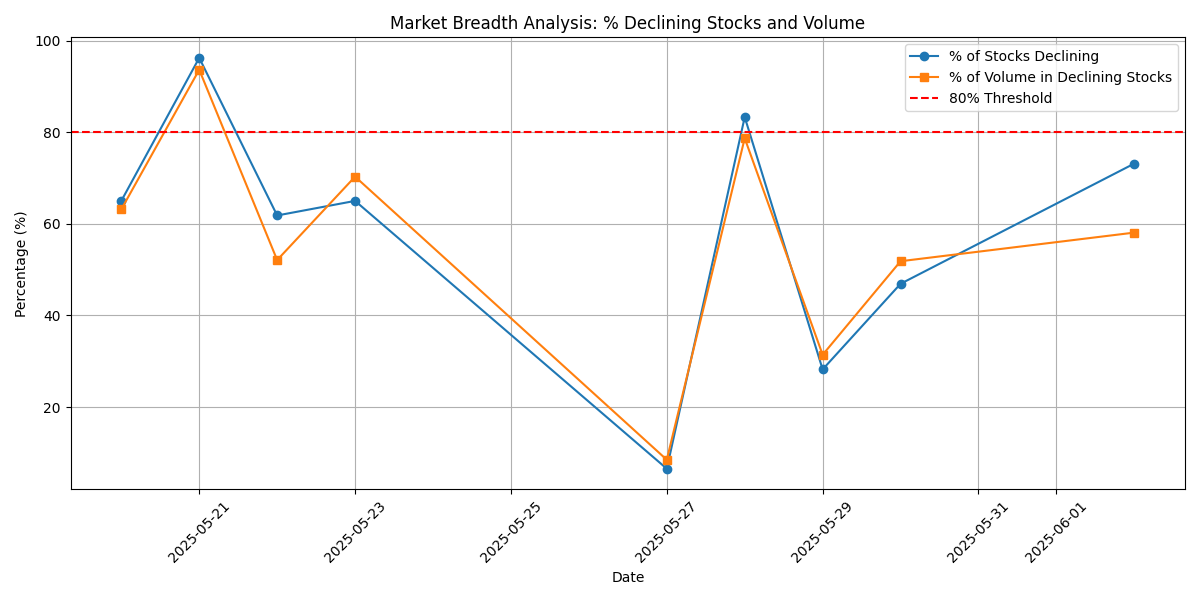 Market Breadth Analysis: % Declining Stocks and Volume
% of Stocks Declining
% of Volume in Declining Stocks
80% Threshold
Percentage (%)
100
80
60
40
20
2025-05-21
2025-05-23
2025-05-25
2025-05-27
2025-05-29
2025-05-31
2025-06-01
Date